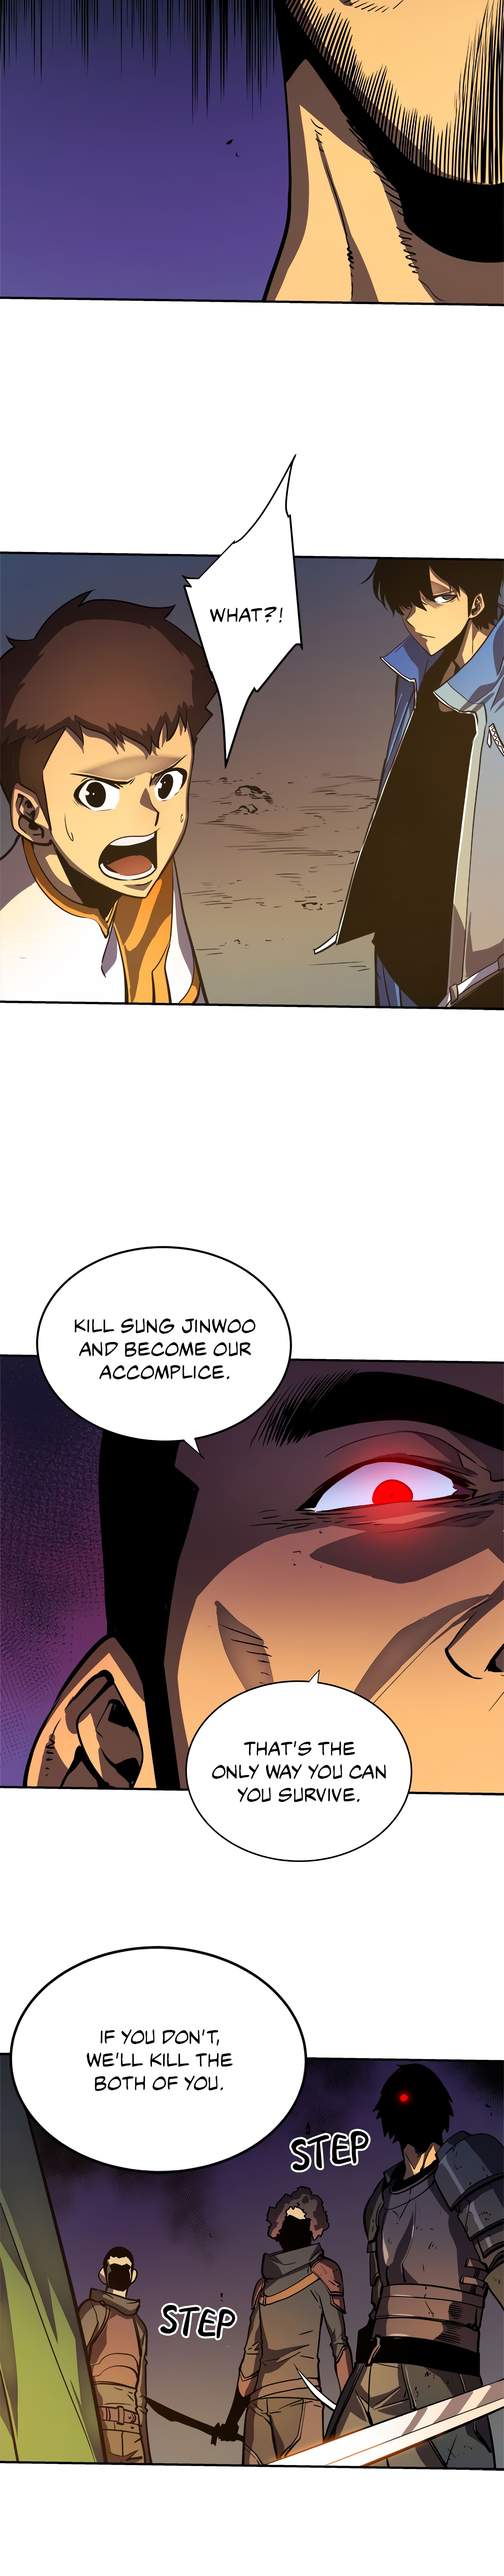 WHAT?!
KILL SUNG JINWOO
AND BECOME OUR
ACCOMPLICE.
THAT'S THE
ONLY WAY YOU CAN
YOU SURVIVE.
IF YOU DON'T,
WE'LL KILL THE
BOTH OF YOU.
STEP
STEP